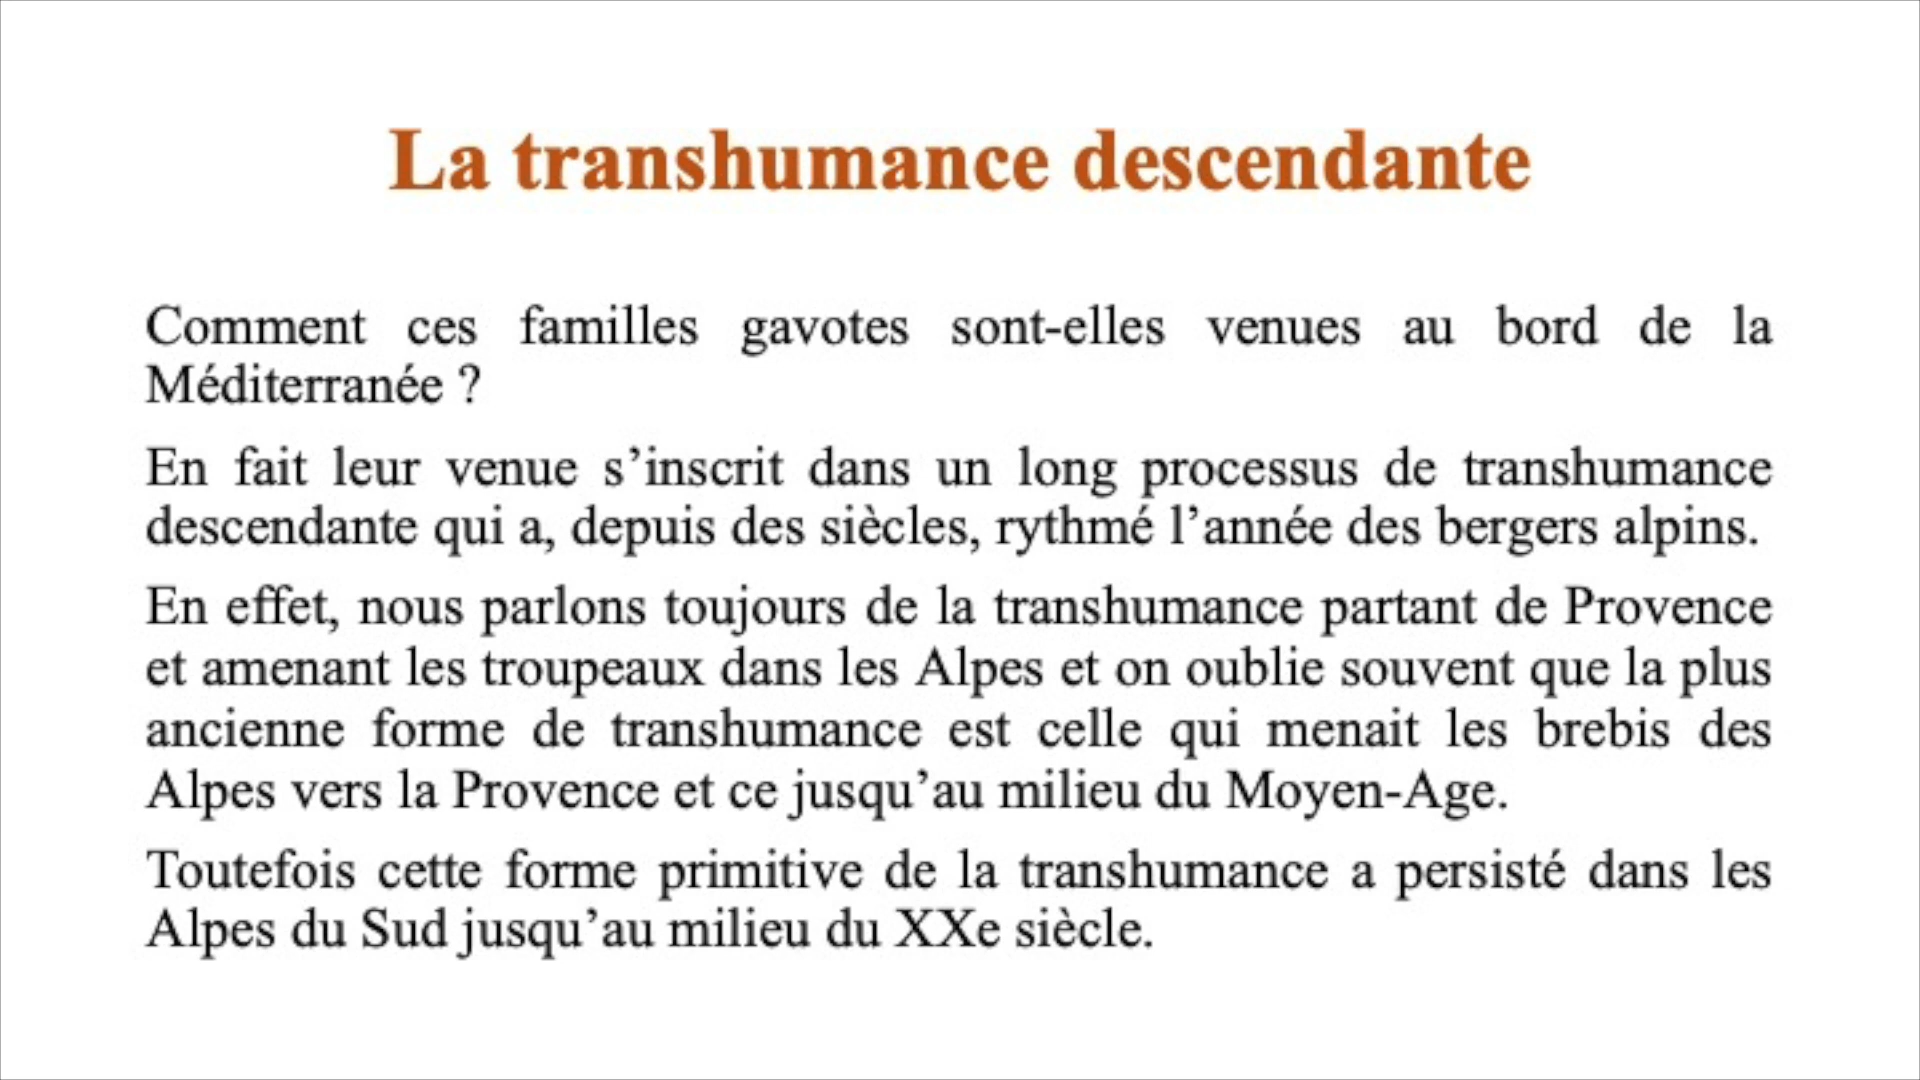 La transhumance descendante
Comment ces familles gavotes sont-elles venues au bord de la
Méditerranée ?
En fait leur venue s’inscrit dans un long processus de transhumance
descendante qui a, depuis des siècles, rythmé l’année des bergers alpins.
En effet, nous parlons toujours de la transhumance partant de Provence
et amenant les troupeaux dans les Alpes et on oublie souvent que la plus
ancienne forme de transhumance est celle qui menait les brebis des
Alpes vers la Provence et ce jusqu’au milieu du Moyen-Age.
Toutefois cette forme primitive de la transhumance a persisté dans les
Alpes du Sud jusqu’au milieu du XXe siècle.